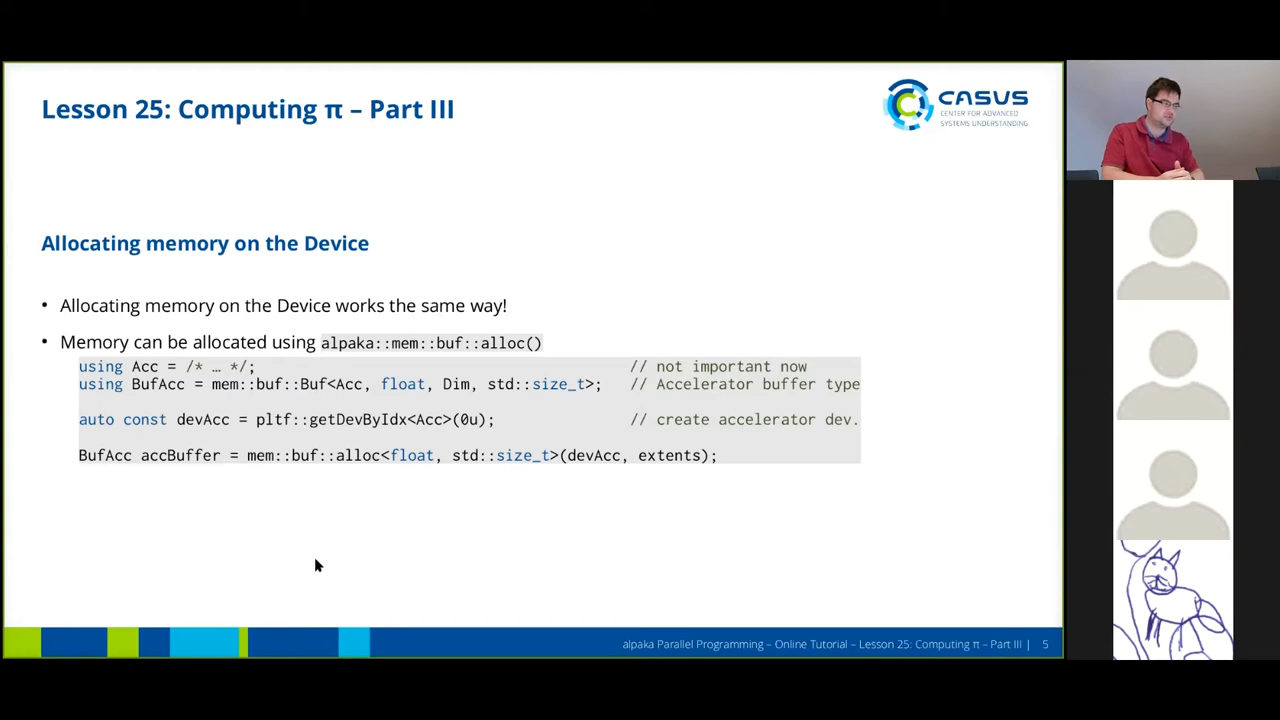 Lesson 25: Computing π – Part III
CASUS
CENTER FOR ADVANCED
SYSTEMS UNDERSTANDING
Allocating memory on the Device
• Allocating memory on the Device works the same way!
• Memory can be allocated using alpaka::mem::buf::alloc()
using Acc = /* … */; // not important now
using BufAcc = mem::buf::Buf<Acc, float, Dim, std::size_t>; // Accelerator buffer type
auto const devAcc = pltf::getDevByIdx<Acc>(0u); // create accelerator dev.
BufAcc accBuffer = mem::buf::alloc<float, std::size_t>(devAcc, extents);
alpaka Parallel Programming – Online Tutorial – Lesson 25: Computing π – Part III | 5